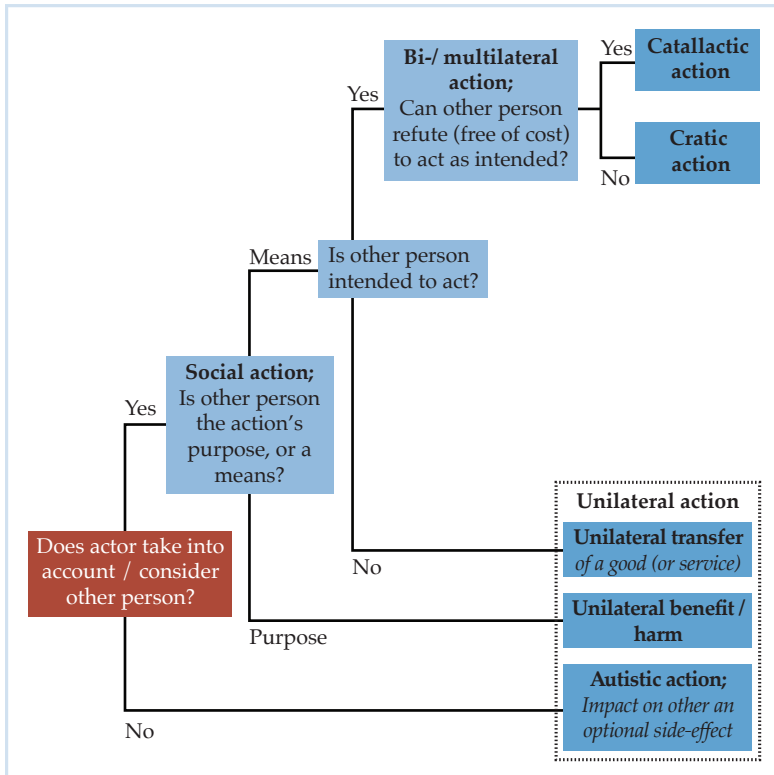 Yes
Catallactic
action
Bi-/ multilateral
action;
Can other person
refute (free of cost)
to act as intended?
Yes
Cratic
action
No
Means
Is other person
intended to act?
Social action;
Is other person
the action's
purpose, or a
means?
Yes
Unilateral action
Does actor take into
account / consider
other person?
Unilateral transfer
of a good (or service)
No
Unilateral benefit /
harm
Purpose
Autistic action;
Impact on other an
optional side-effect
No